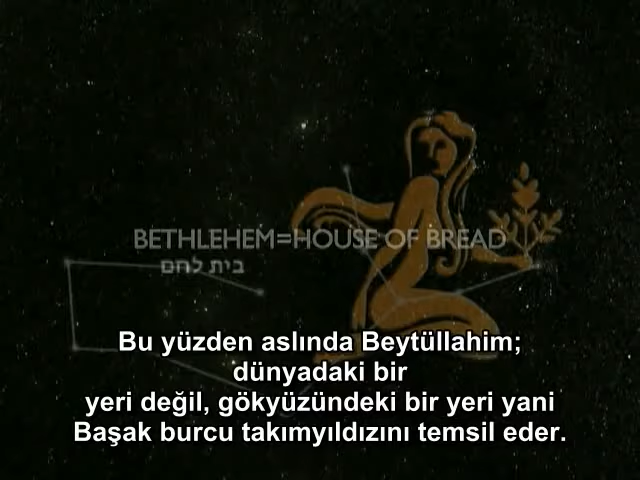 BETHLEHEM=HOUSE OF BREAD
בית לחם
Bu yüzden aslında Beytüllahim;
dünyadaki bir
yeri değil, gökyüzündeki bir yeri yani
Başak burcu takımyıldızını temsil eder.